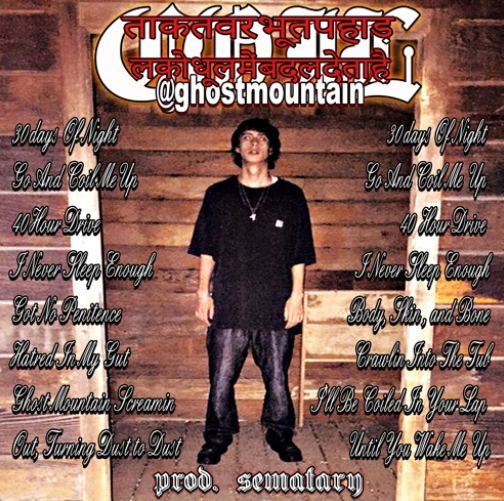 ताकतवरभूतपहाड़
लकोधूलमैबदलदेताहै
@ghostmountain
30 days Of Night
Go And Coil Me Up
40 Hour Drive
I Never Sleep Enough
Got No Penitence
Hatred In My Gut
Ghost Mountain Screamin
Out, Turning Dust to Dust
30 days Of Night
Go And Coil Me Up
40 Hour Drive
I Never Sleep Enough
Body, Skin, and Bone
Crawlin Into The Tub
I'll Be Coiled In Your Lap
Until You Wake Me Up
prod. sematary